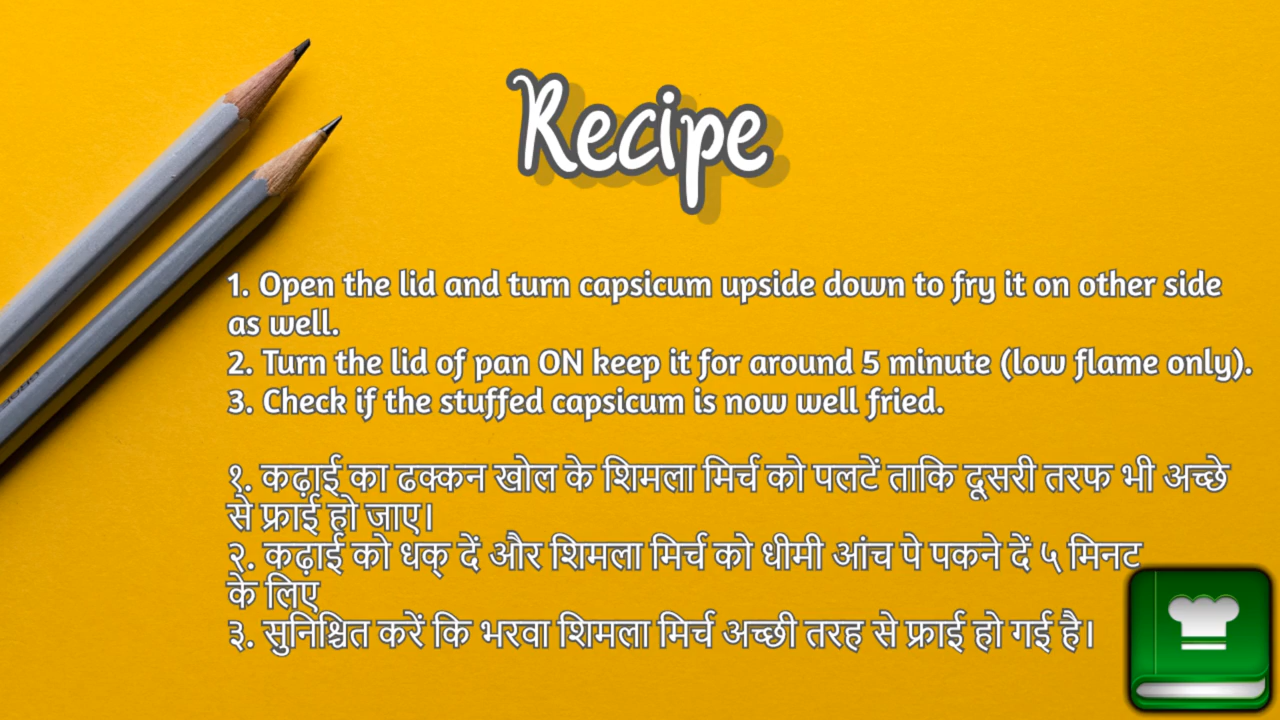 Recipe
1. Open the lid and turn capsicum upside down to fry it on other side
as well.
2. Turn the lid of pan ON keep it for around 5 minute (low flame only).
3. Check if the stuffed capsicum is now well fried.
१. कढ़ाई का ढक्कन खोल के शिमला मिर्च को पलटें ताकि दूसरी तरफ भी अच्छे
से फ्राई हो जाए।
२. कढ़ाई को धक् दें और शिमला मिर्च को धीमी आंच पे पकने दें ५ मिनट
के लिए
३. सुनिश्चित करें कि भरवा शिमला मिर्च अच्छी तरह से फ्राई हो गई है।